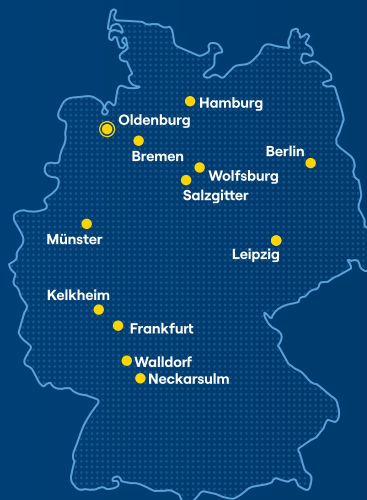 Hamburg
Oldenburg
Bremen
Berlin
Wolfsburg
Salzgitter
Münster
Leipzig
Kelkheim
Frankfurt
Walldorf
Neckarsulm